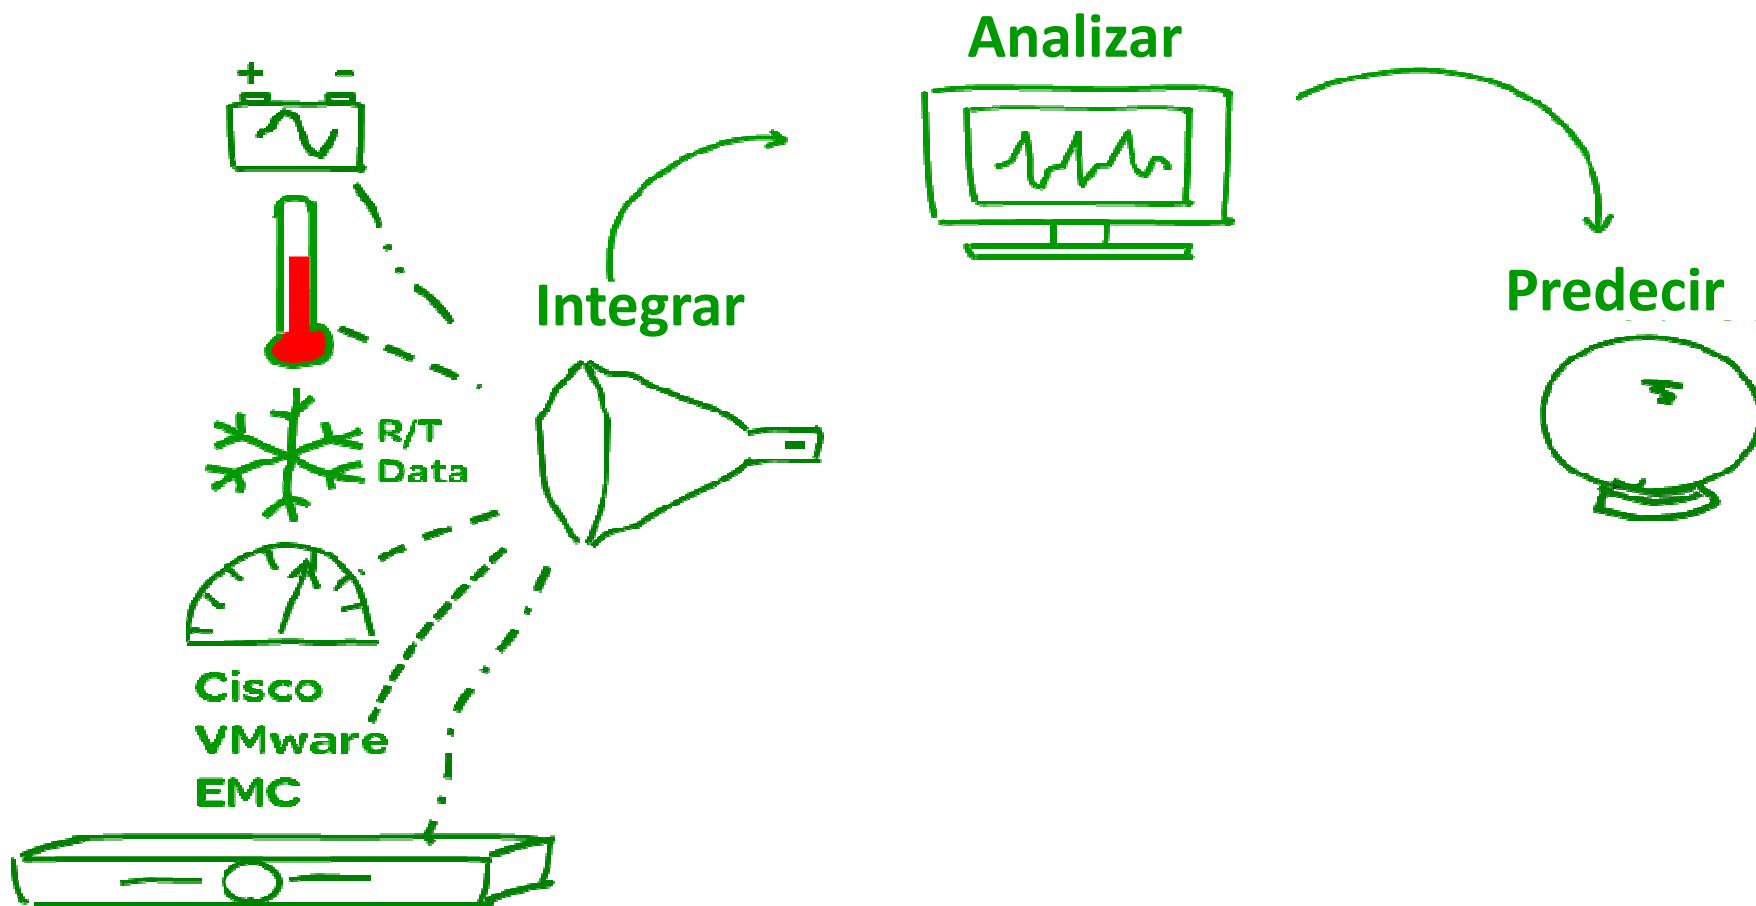 Analizar
+ -
Predecir
Integrar
R/T
Data
Cisco
VMware
EMC